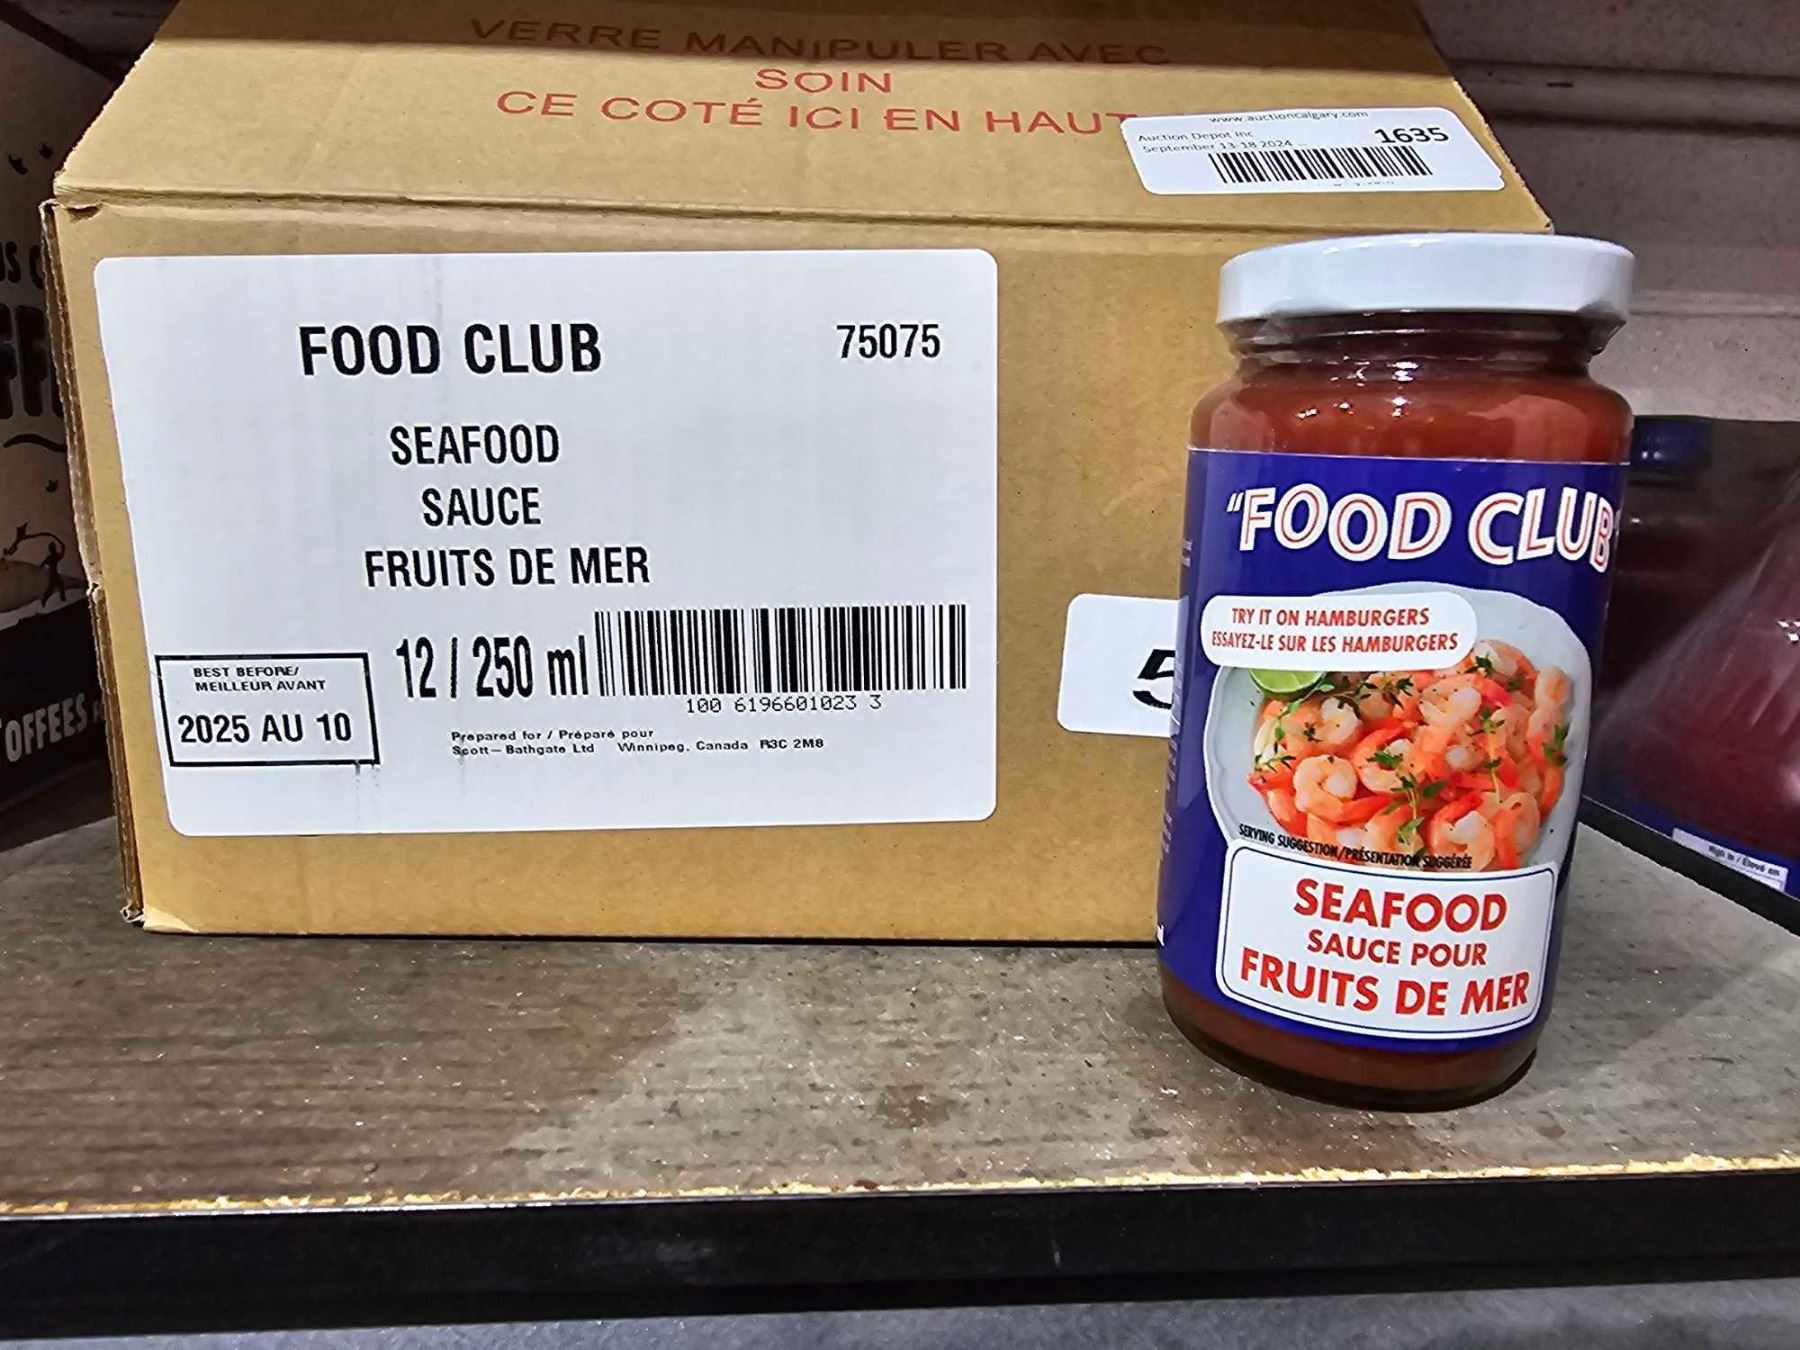 VERRE MANIPULER AVEC
SOIN
CE COTÉ ICI EN HAUT
www.auctioncalgary.com
Auction Depot Inc
September 13-18 2024
1635
FOOD CLUB
75075
SEAFOOD
SAUCE
FRUITS DE MER
12 / 250 ml
100 6196601023 3
BEST BEFORE/
MEILLEUR AVANT
2025 AU 10
Prepared for / Préparé pour
Scott-Bathgate Ltd Winnipeg, Canada R3C 2M8
5
"FOOD CLUB"
TRY IT ON HAMBURGERS
ESSAYEZ-LE SUR LES HAMBURGERS
SERVING SUGGESTION/PRÉSENTATION SUGGÉRÉE
SEAFOOD
SAUCE POUR
FRUITS DE MER
OFFEES